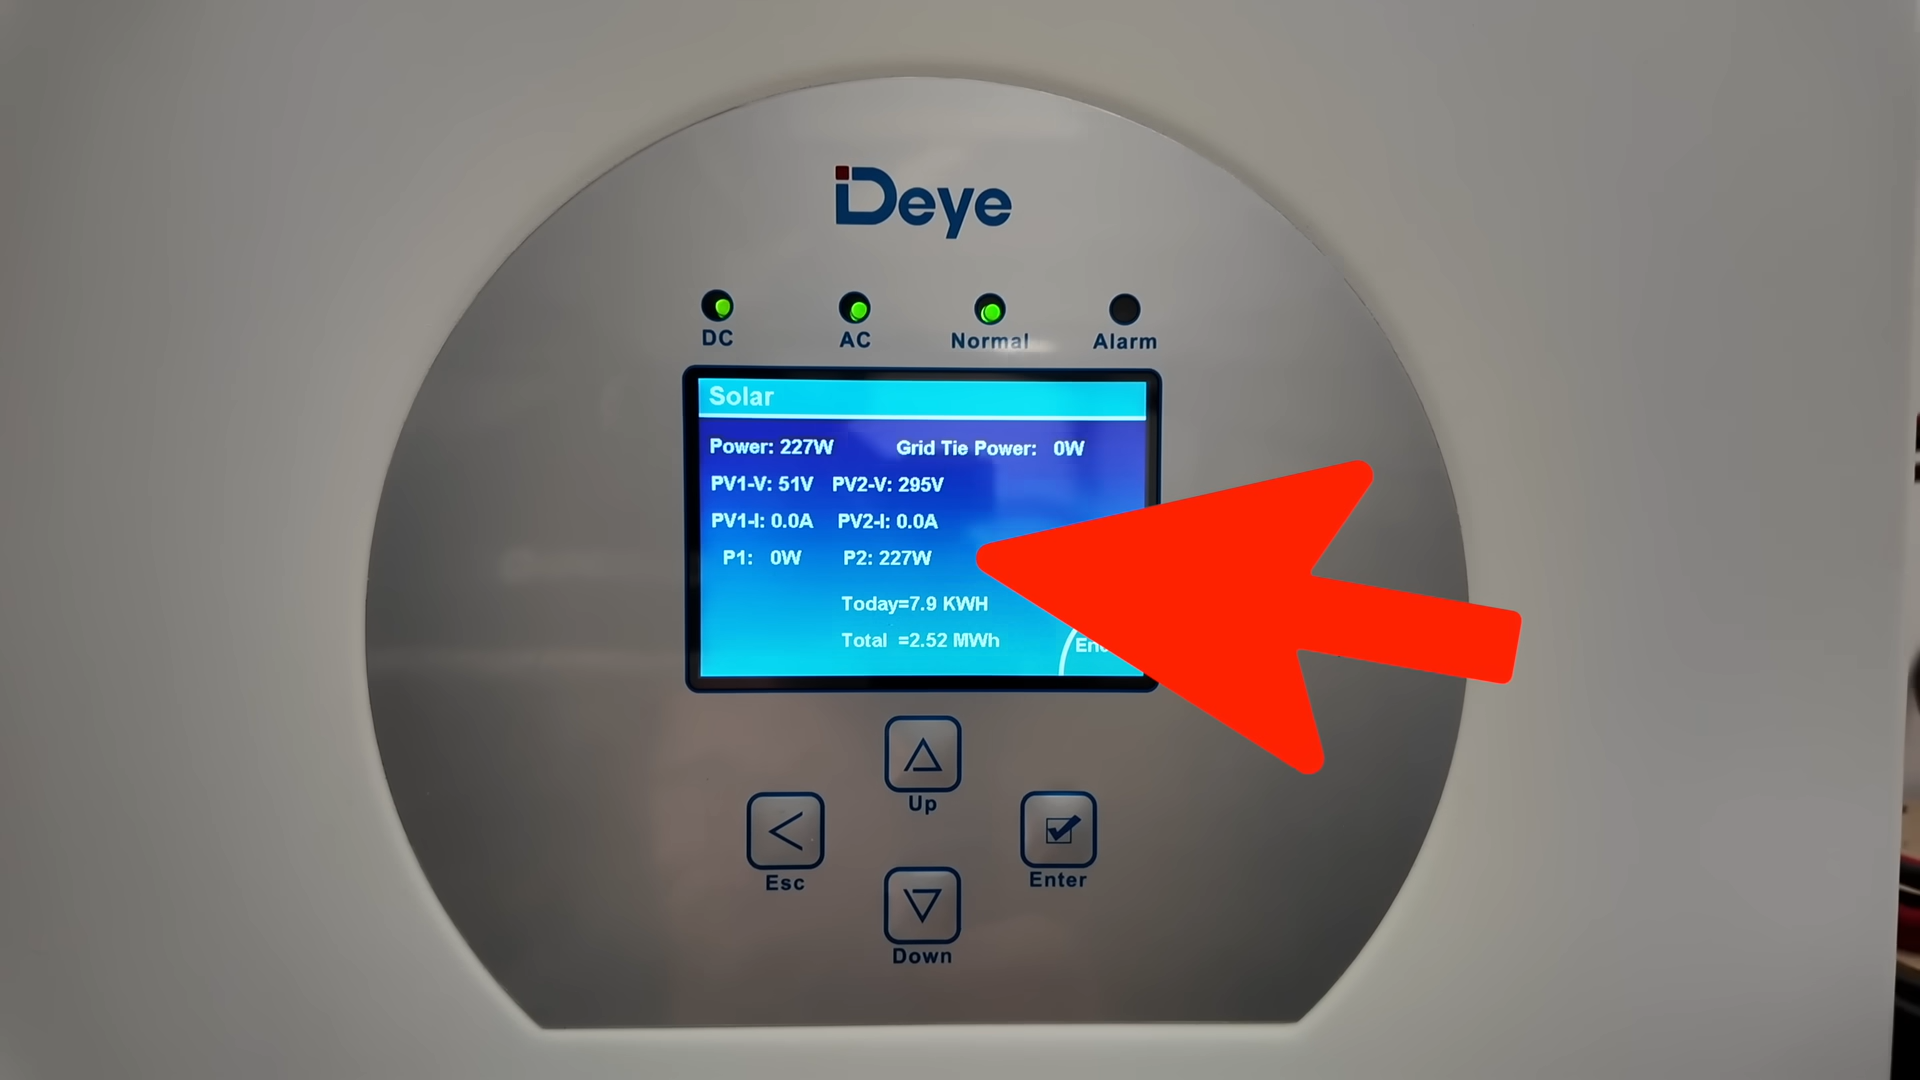 Deye
DC AC Normal Alarm
Solar
Power: 227W Grid Tie Power: 0W
PV1-V: 51V PV2-V: 295V
PV1-I: 0.0A PV2-I: 0.0A
P1: 0W P2: 227W
Today=7.9 KWH
Total =2.52 MWh
Up
Esc Enter
Down